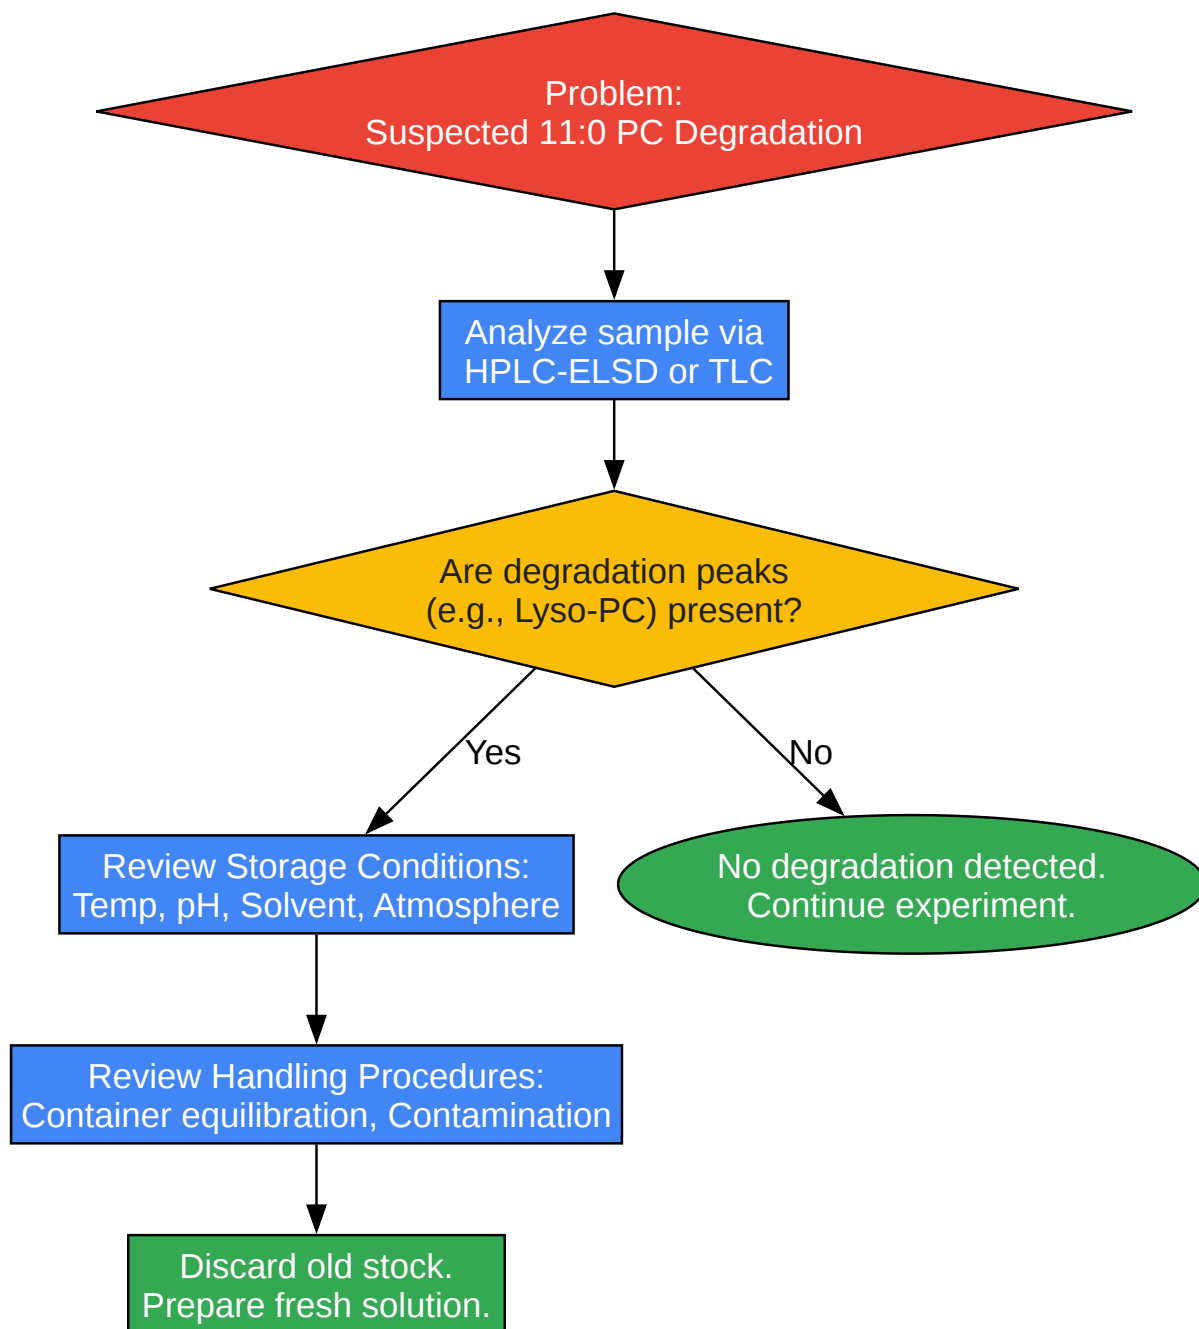 Problem:
Suspected 11:0 PC Degradation
Analyze sample via
HPLC-ELSD or TLC
Are degradation peaks
(e.g., Lyso-PC) present?
Yes
No
Review Storage Conditions:
Temp, pH, Solvent, Atmosphere
No degradation detected.
Continue experiment.
Review Handling Procedures:
Container equilibration, Contamination
Discard old stock.
Prepare fresh solution.